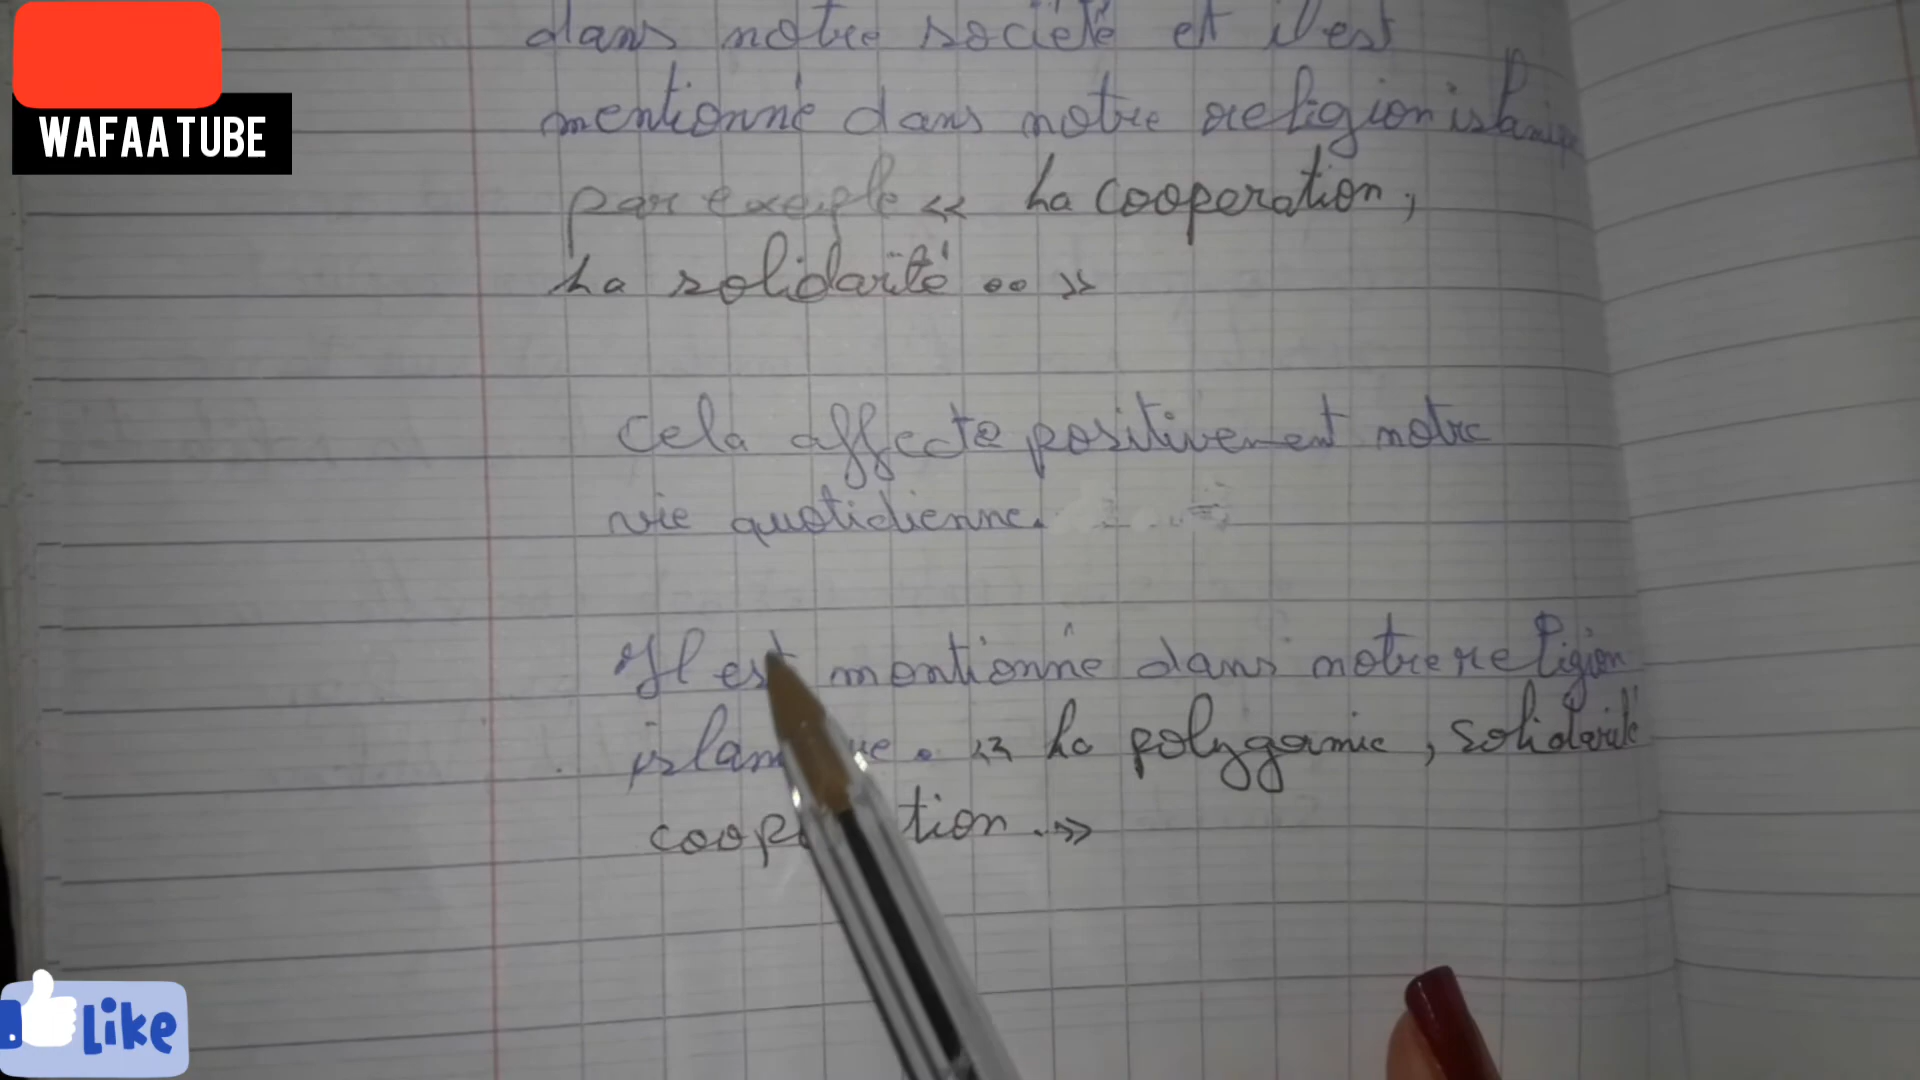 WAFAA TUBE
dans notre société et il est
mentionné dans notre religion islamique
par exemple << La cooperation,
La solidarité .. >>
Cela affecte positivement notre
vie quotidienne.
Il est mentionné dans notre religion
islamique. << La polygamie, solidarité
cooperation. >>
Like